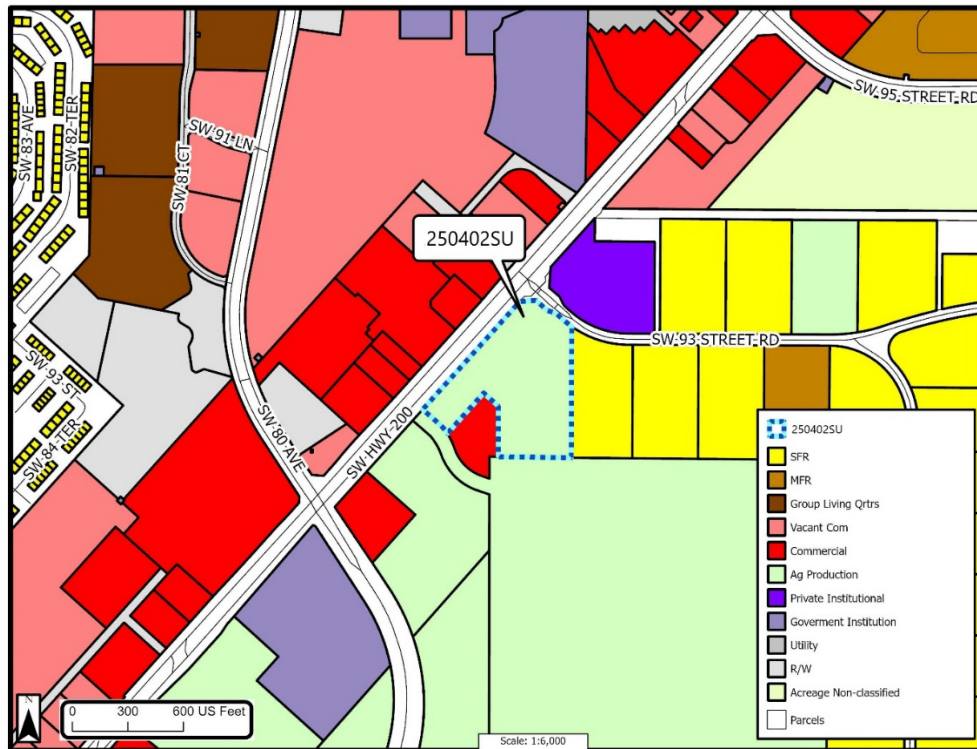 SW 95 STREET RD
SW 83 AVE
SW 82 TER
SW 91 LN
SW 81 CT
250402SU
SW 93 STREET RD
SW 93 ST
SW 84 TER
SW 80 AVE
SW HWY 200
250402SU
SFR
MFR
Group Living Qrtrs
Vacant Com
Commercial
Ag Production
Private Institutional
Goverment Institution
Utility
R/W
Acreage Non-classified
Parcels
N
0 300 600 US Feet
Scale: 1:6,000